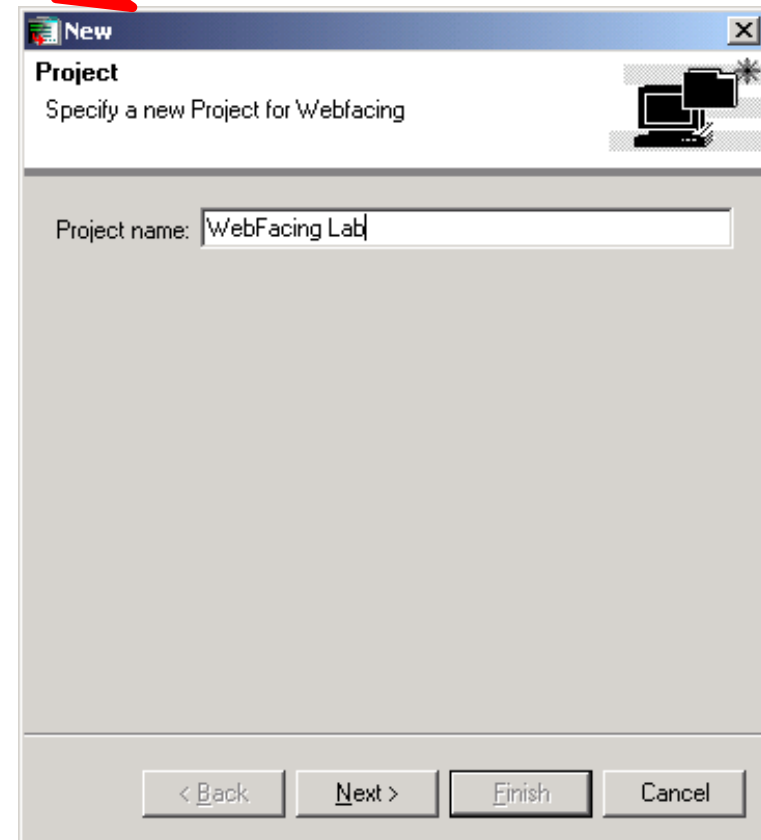 New
Project
Specify a new Project for Webfacing
Project name: WebFacing Lab
< Back Next > Finish Cancel